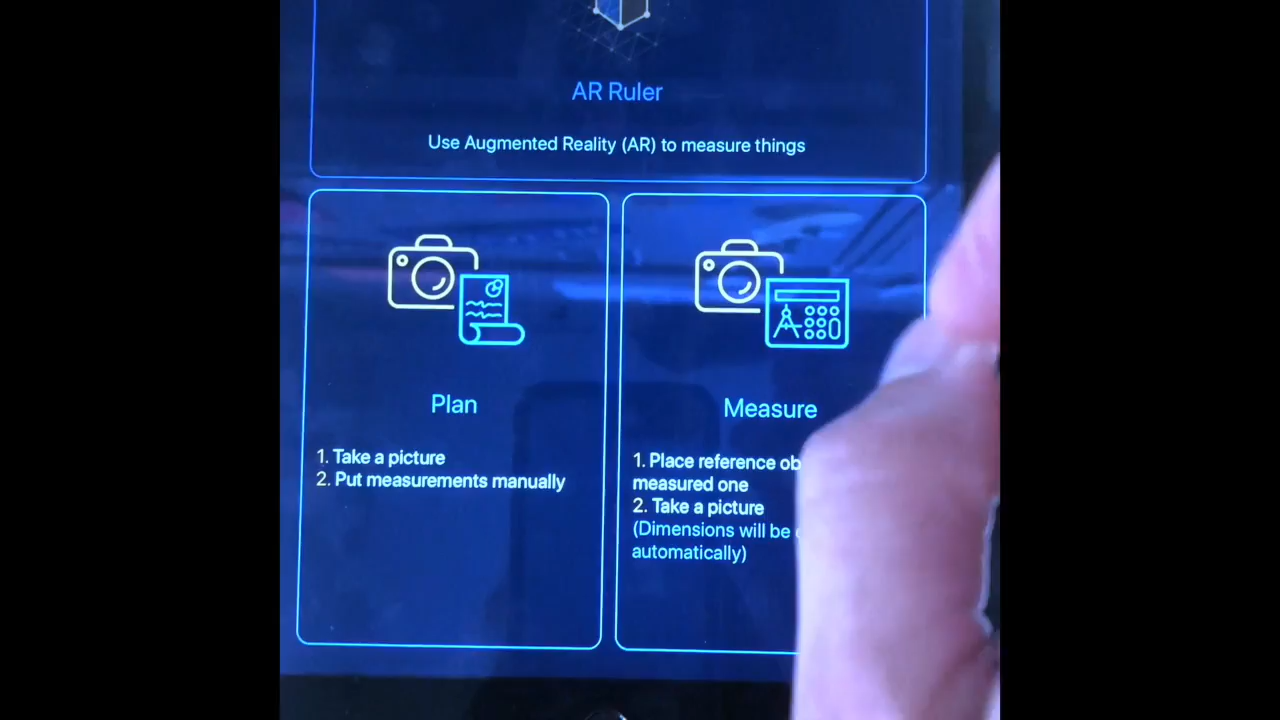 AR Ruler
Use Augmented Reality (AR) to measure things
Plan
1. Take a picture
2. Put measurements manually
Measure
1. Place reference
measured one
2. Take a picture
(Dimensions will be
automatically)